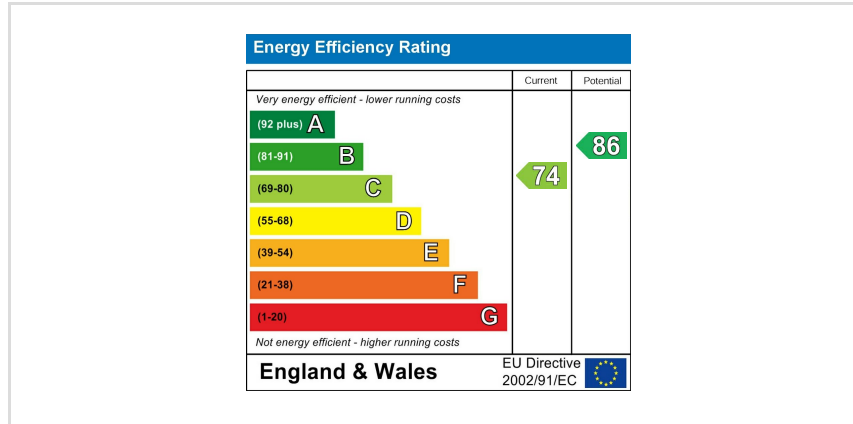 Energy Efficiency Rating
Current Potential
Very energy efficient - lower running costs
(92 plus) A
(81-91) B
(69-80) C
(55-68) D
(39-54) E
(21-38) F
(1-20) G
74
86
Not energy efficient - higher running costs
England & Wales
EU Directive
2002/91/EC